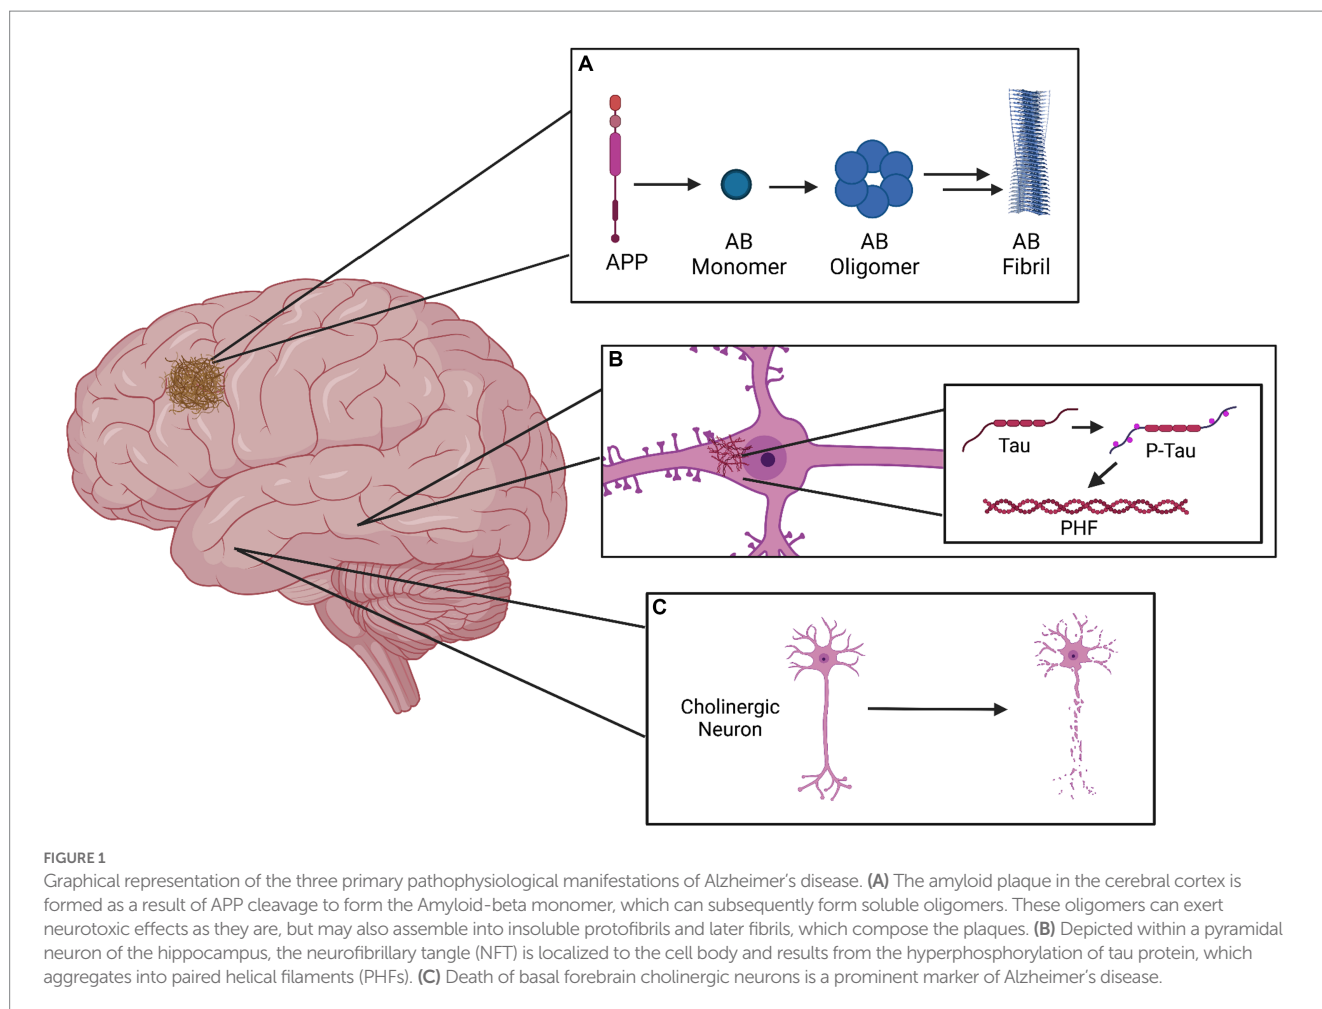 A
APP
AB
Monomer
AB
Oligomer
AB
Fibril
B
Tau
P-Tau
PHF
C
Cholinergic
Neuron
FIGURE 1
Graphical representation of the three primary pathophysiological manifestations of Alzheimer's disease. (A) The amyloid plaque in the cerebral cortex is
formed as a result of APP cleavage to form the Amyloid-beta monomer, which can subsequently form soluble oligomers. These oligomers can exert
neurotoxic effects as they are, but may also assemble into insoluble protofibrils and later fibrils, which compose the plaques. (B) Depicted within a pyramidal
neuron of the hippocampus, the neurofibrillary tangle (NFT) is localized to the cell body and results from the hyperphosphorylation of tau protein, which
aggregates into paired helical filaments (PHFs). (C) Death of basal forebrain cholinergic neurons is a prominent marker of Alzheimer's disease.